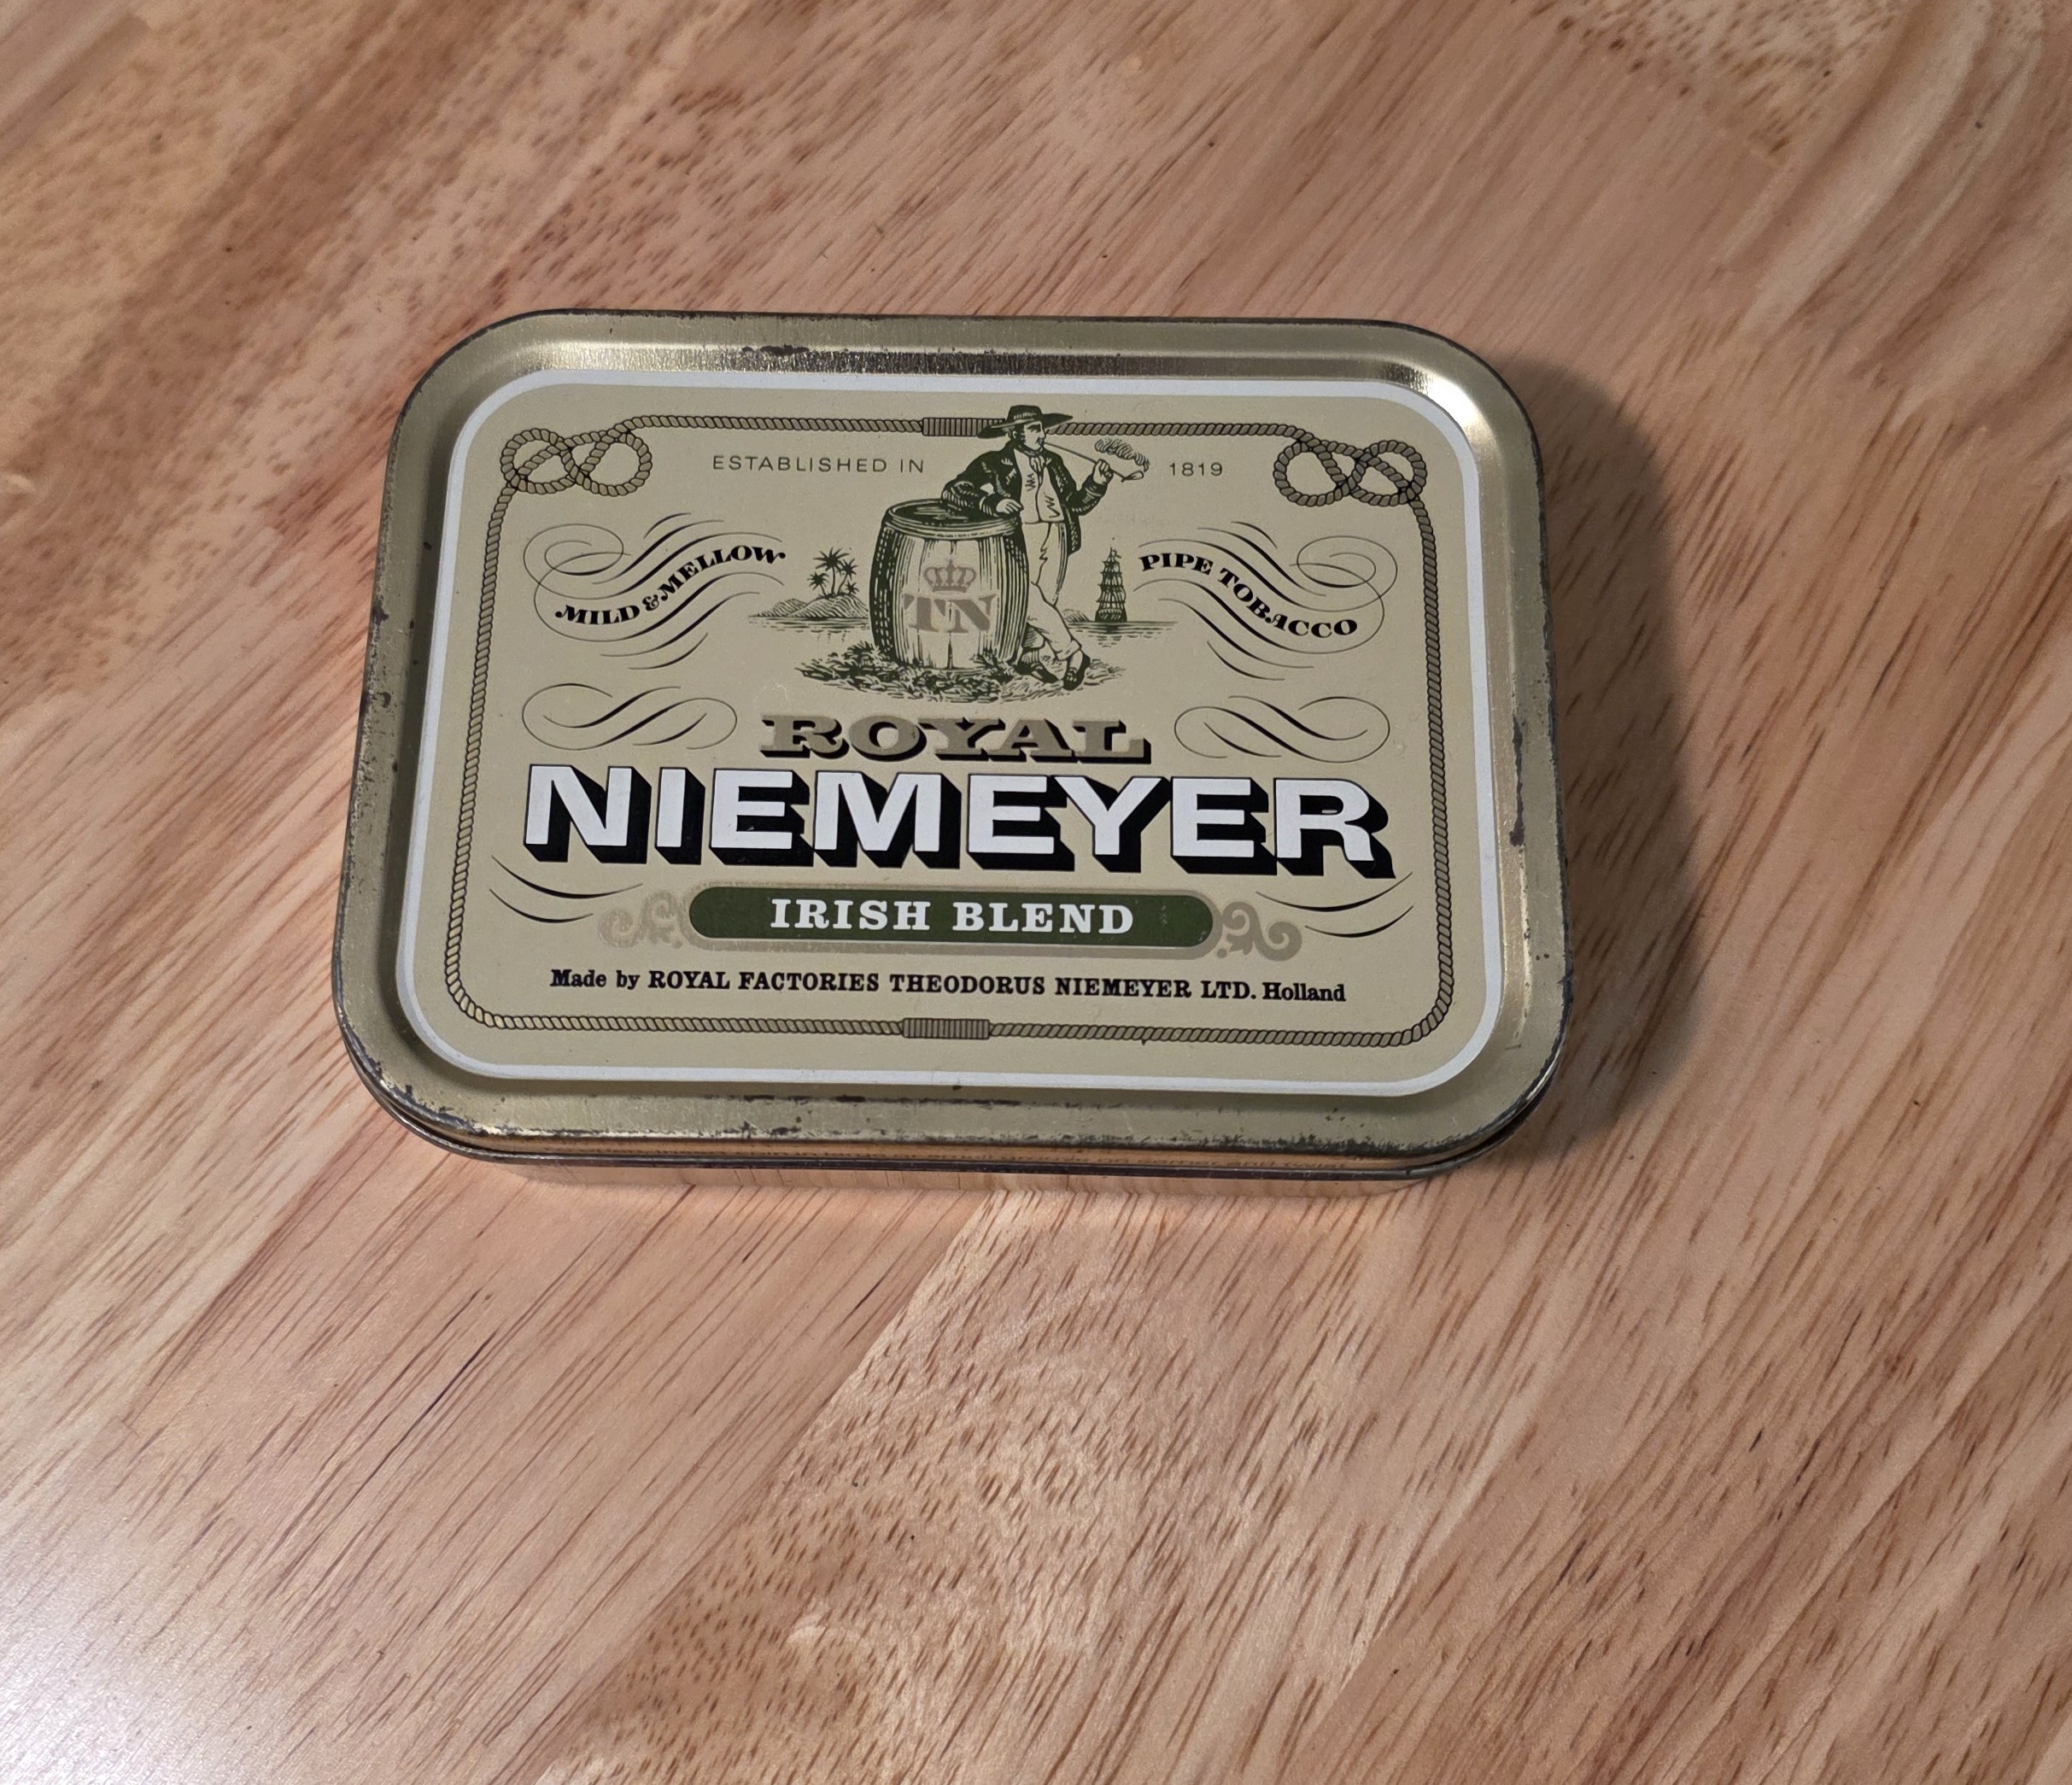 ESTABLISHED IN 1819
MILD & MELLOW
PIPE TOBACCO
TN
ROYAL
NIEMEYER
IRISH BLEND
Made by ROYAL FACTORIES THEODORUS NIEMEYER LTD. Holland